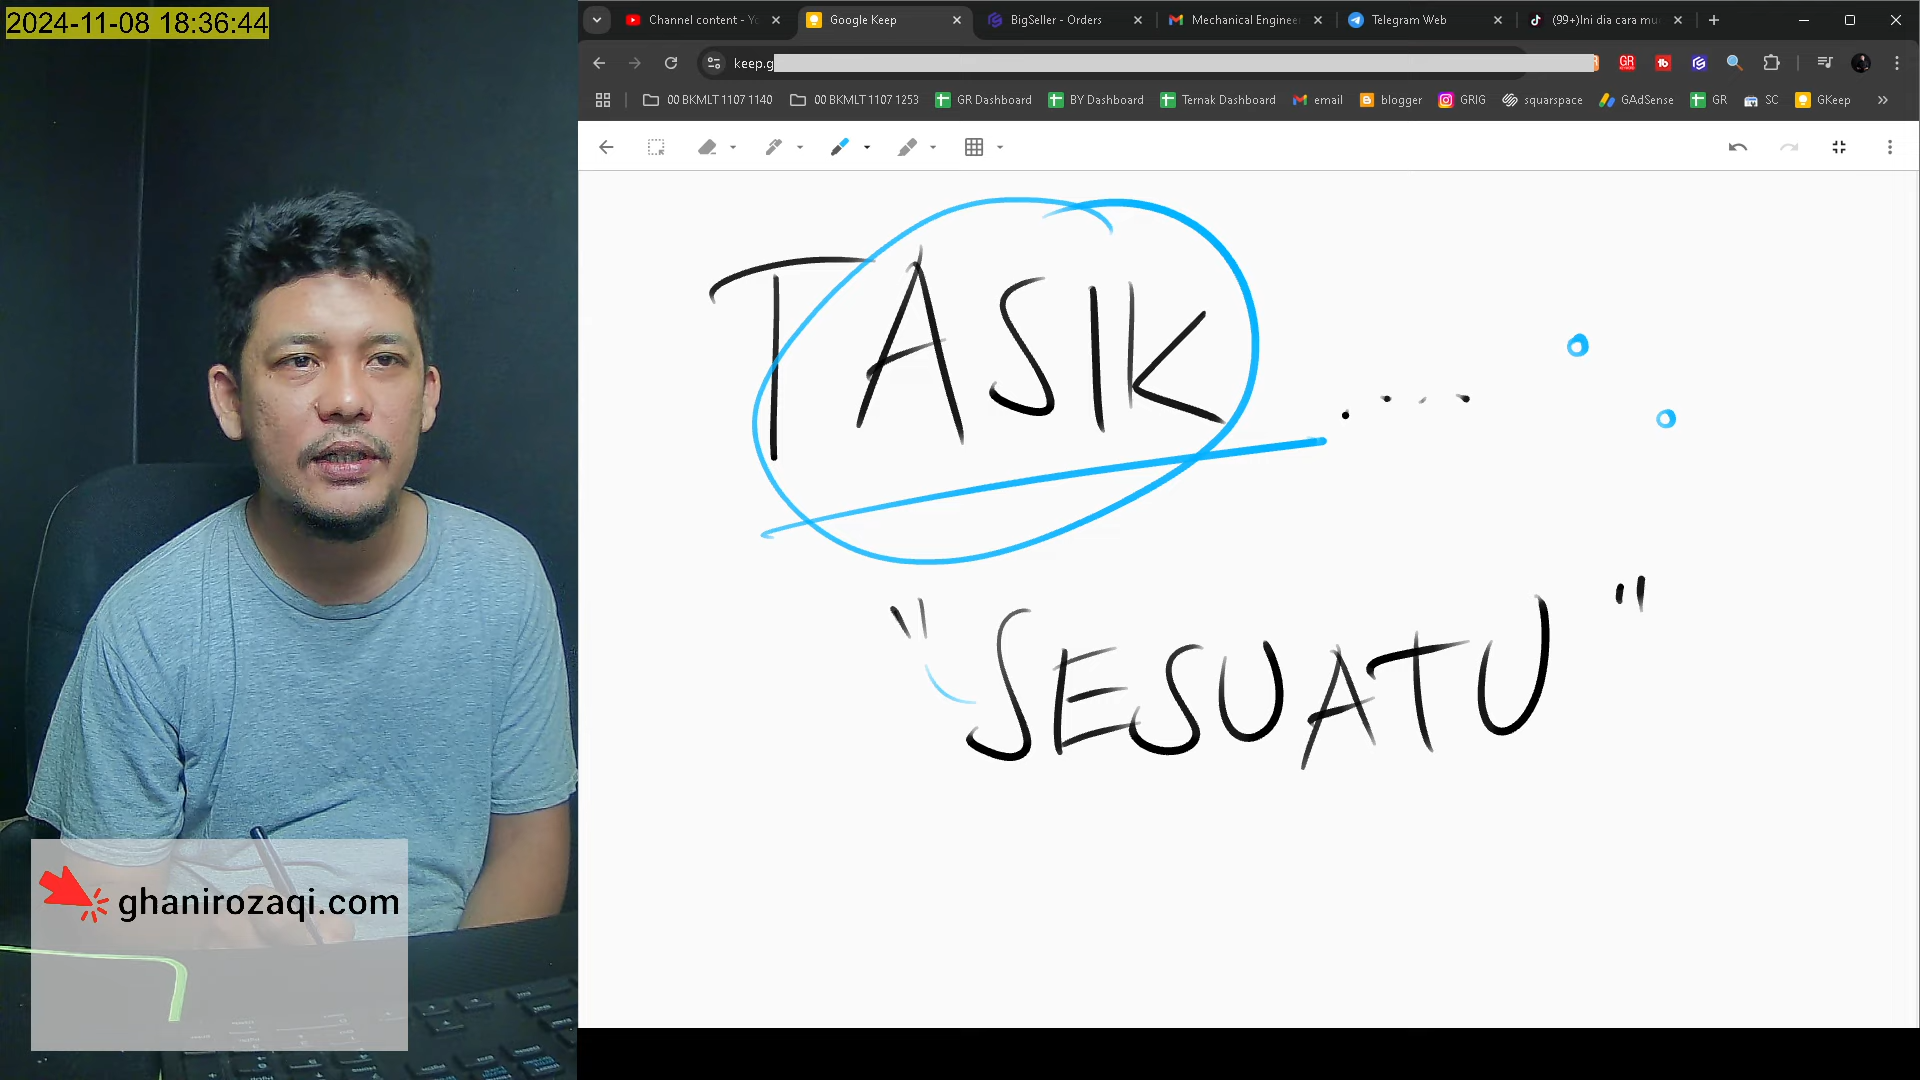 2024-11-08 18:36:44
Channel content - Yo
Google Keep
BigSeller - Orders
Mechanical Enginee
Telegram Web
(99+)Ini dia cara mu
keep.g
GR
00 BKMLT 1107 1140
00 BKMLT 1107 1253
GR Dashboard
BY Dashboard
Ternak Dashboard
email
blogger
GRIG
squarspace
GAdSense
GR
SC
GKeep
TASIK ....
"SESUATU"
ghanirozaqi.com